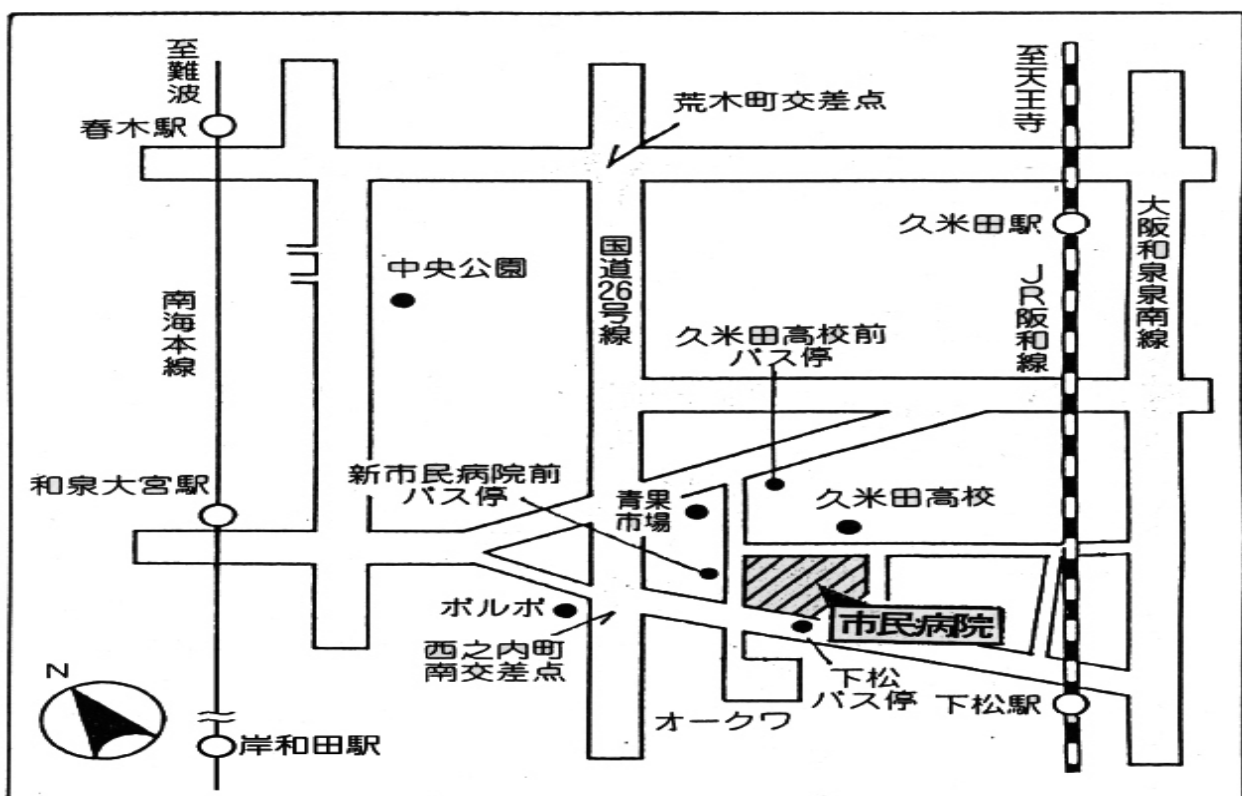 至難波
春木駅
荒木町交差点
至天王寺
久米田駅
大阪和泉泉南線
中央公園
国道26号線
南海本線
JR阪和線
久米田高校前
バス停
和泉大宮駅
新市民病院前
バス停
青果
市場
久米田高校
ボルボ
市民病院
西之内町
南交差点
下松
バス停
下松駅
オークワ
N
岸和田駅